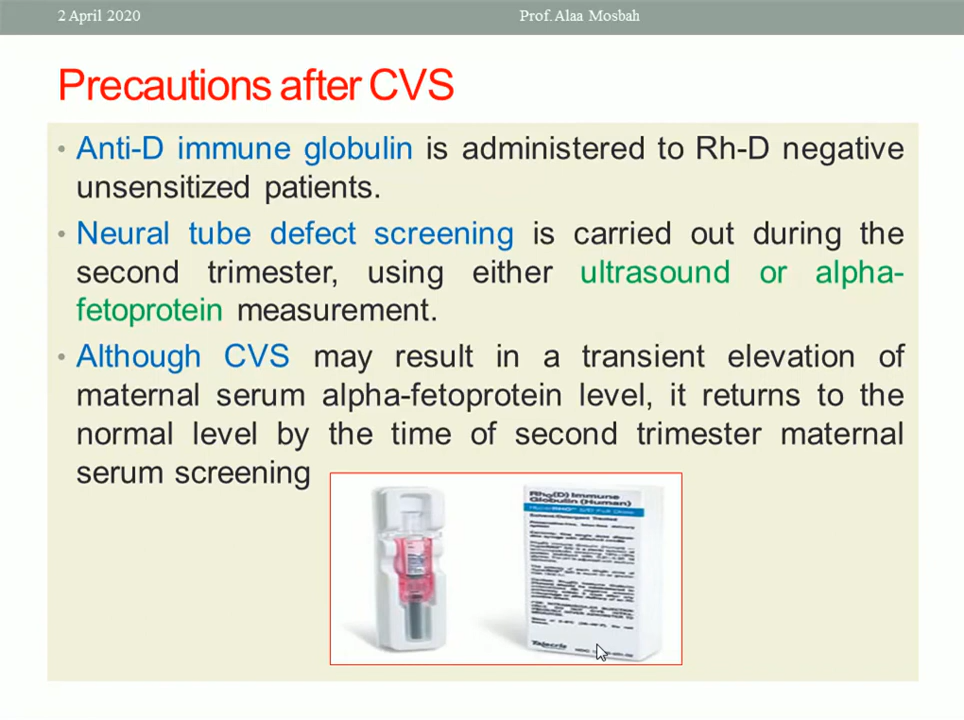 2 April 2020
Prof.Alaa Mosbah
Precautions after CVS
• Anti-D immune globulin is administered to Rh-D negative
unsensitized patients.
• Neural tube defect screening is carried out during the
second trimester, using either ultrasound or alpha-
fetoprotein measurement.
• Although CVS may result in a transient elevation of
maternal serum alpha-fetoprotein level, it returns to the
normal level by the time of second trimester maternal
serum screening
Rho(D) Immune
Globulin (Human)
Talecris